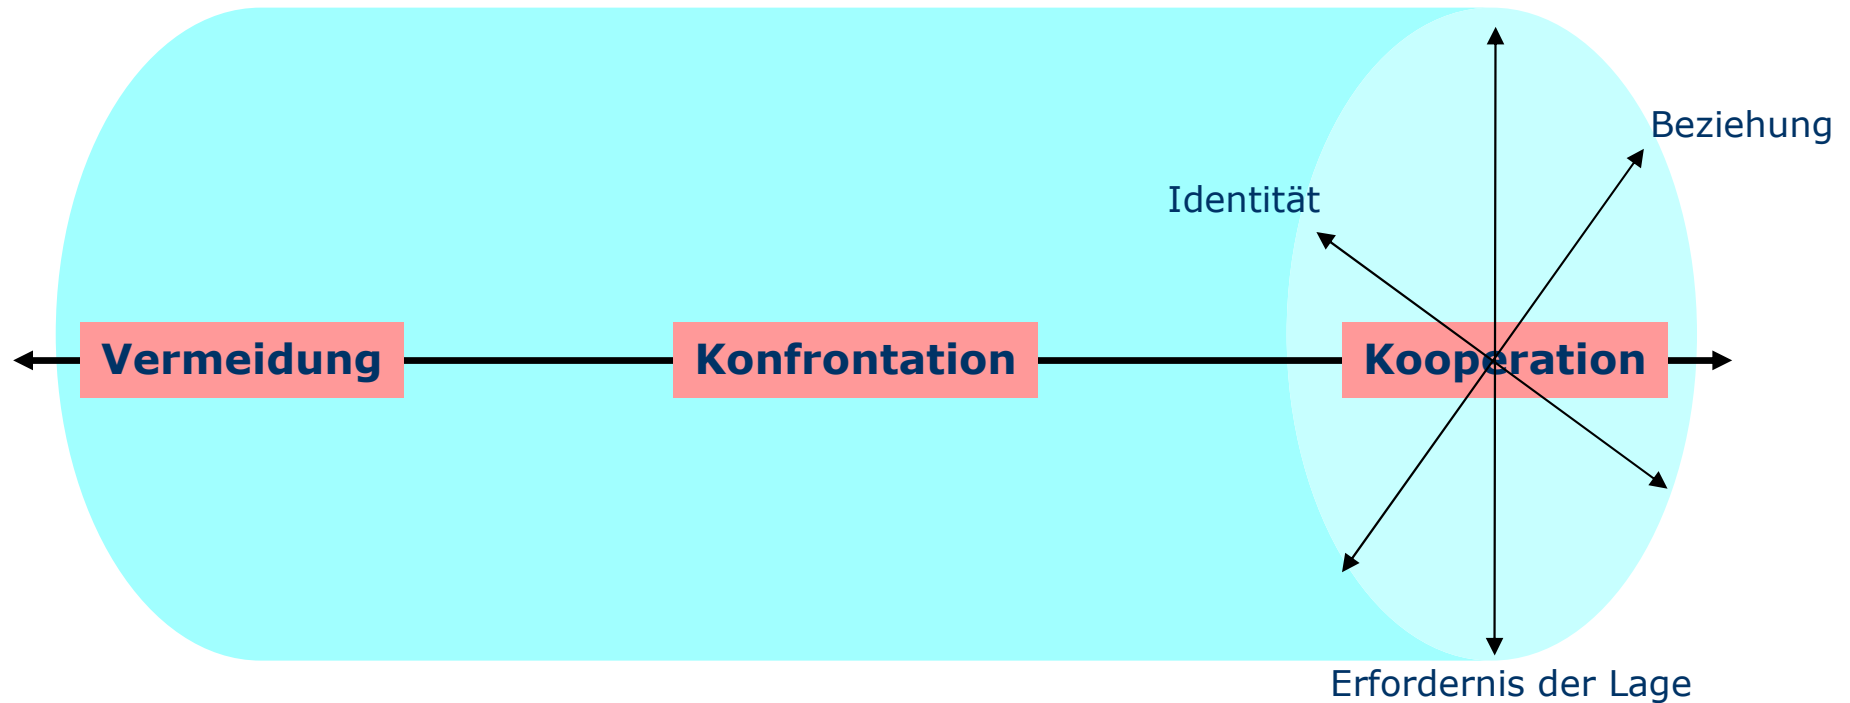 Beziehung
Identität
Vermeidung
Konfrontation
Kooperation
Erfordernis der Lage